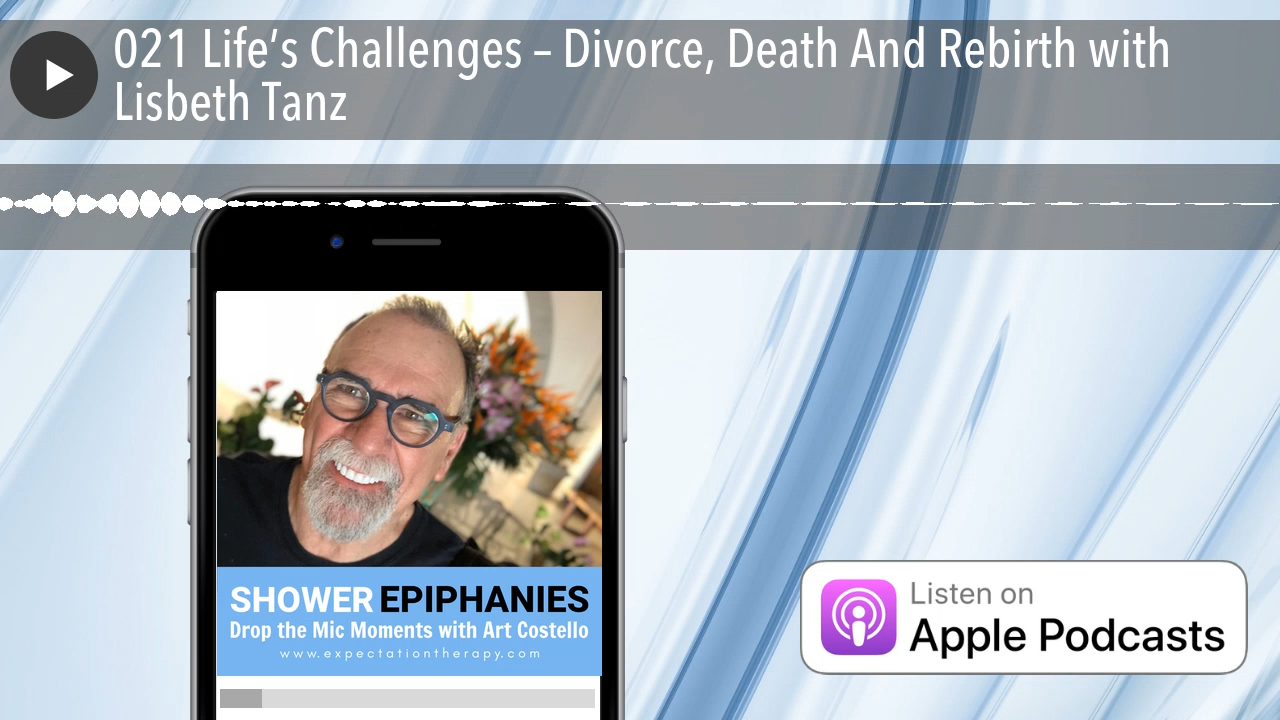 021 Life’s Challenges – Divorce, Death And Rebirth with
Lisbeth Tanz
SHOWER EPIPHANIES
Drop the Mic Moments with Art Costello
www.expectationtherapy.com
Listen on
Apple Podcasts